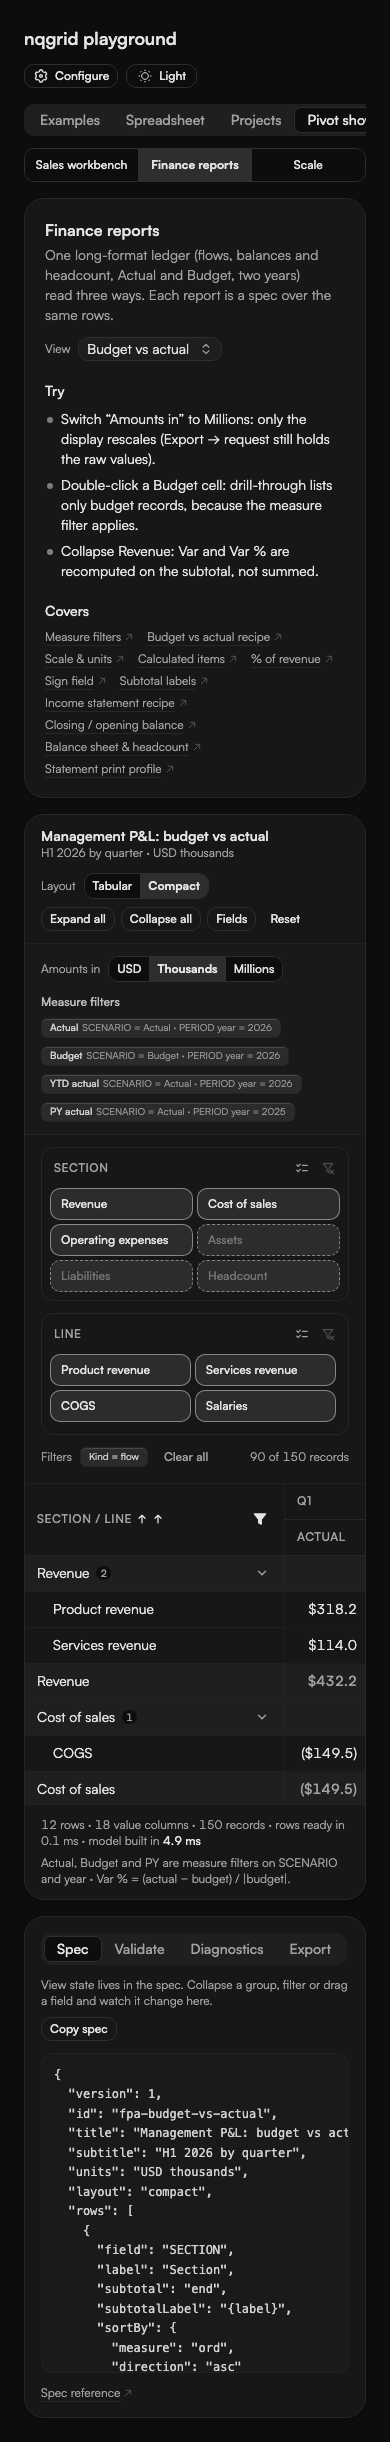 nqgrid playground
Configure Light
Examples Spreadsheet Projects Pivot sho
Sales workbench Finance reports Scale
Finance reports
One long-format ledger (flows, balances and
headcount, Actual and Budget, two years)
read three ways. Each report is a spec over the
same rows.
View Budget vs actual
Try
Switch “Amounts in” to Millions: only the
display rescales (Export → request still holds
the raw values).
Double-click a Budget cell: drill-through lists
only budget records, because the measure
filter applies.
Collapse Revenue: Var and Var % are
recomputed on the subtotal, not summed.
Covers
Measure filters ↗ Budget vs actual recipe ↗
Scale & units ↗ Calculated items ↗ % of revenue ↗
Sign field ↗ Subtotal labels ↗
Income statement recipe ↗
Closing / opening balance ↗
Balance sheet & headcount ↗
Statement print profile ↗
Management P&L: budget vs actual
H1 2026 by quarter · USD thousands
Layout Tabular Compact
Expand all Collapse all Fields Reset
Amounts in USD Thousands Millions
Measure filters
Actual SCENARIO = Actual · PERIOD year = 2026
Budget SCENARIO = Budget · PERIOD year = 2026
YTD actual SCENARIO = Actual · PERIOD year = 2026
PY actual SCENARIO = Actual · PERIOD year = 2025
SECTION
Revenue Cost of sales
Operating expenses Assets
Liabilities Headcount
LINE
Product revenue Services revenue
COGS Salaries
Filters Kind = flow Clear all 90 of 150 records
Q1
SECTION / LINE ↑ ↑
ACTUAL
Revenue 2
Product revenue $318.2
Services revenue $114.0
Revenue $432.2
Cost of sales 1
COGS ($149.5)
Cost of sales ($149.5)
12 rows · 18 value columns · 150 records · rows ready in
0.1 ms · model built in 4.9 ms
Actual, Budget and PY are measure filters on SCENARIO
and year · Var % = (actual − budget) / |budget|.
Spec Validate Diagnostics Export
View state lives in the spec. Collapse a group, filter or drag
a field and watch it change here.
Copy spec
{
"version": 1,
"id": "fpa-budget-vs-actual",
"title": "Management P&L: budget vs act
"subtitle": "H1 2026 by quarter",
"units": "USD thousands",
"layout": "compact",
"rows": [
{
"field": "SECTION",
"label": "Section",
"subtotal": "end",
"subtotalLabel": "{label}",
"sortBy": {
"measure": "ord",
"direction": "asc"
Spec reference ↗